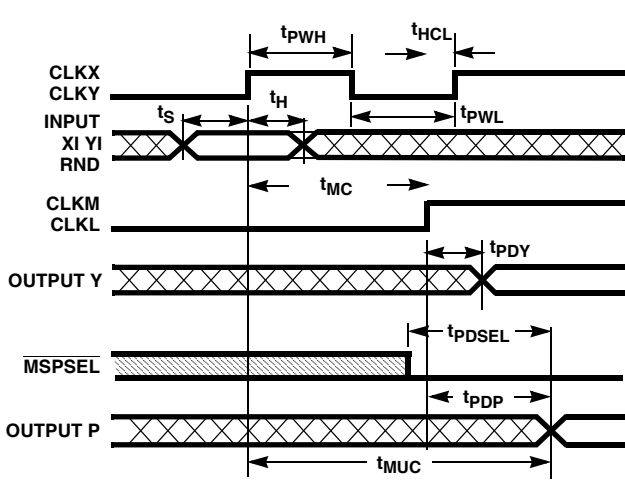 tPWH
tHCL
CLKX
CLKY
tS
tH
tPWL
INPUT
XI YI
RND
tMC
CLKM
CLKL
tPDY
OUTPUT Y
tPDSEL
MSPSEL
tPDP
OUTPUT P
tMUC